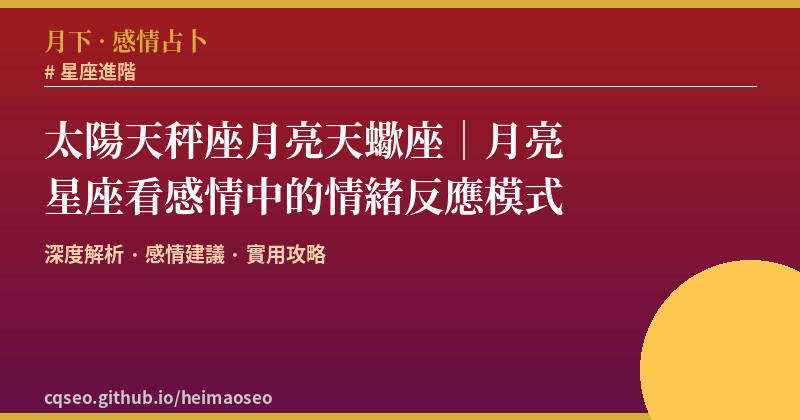 月下 · 感情占卜
# 星座進階
太陽天秤座月亮天蠍座｜月亮
星座看感情中的情緒反應模式
深度解析 · 感情建議 · 實用攻略
cqseo.github.io/heimaoseo